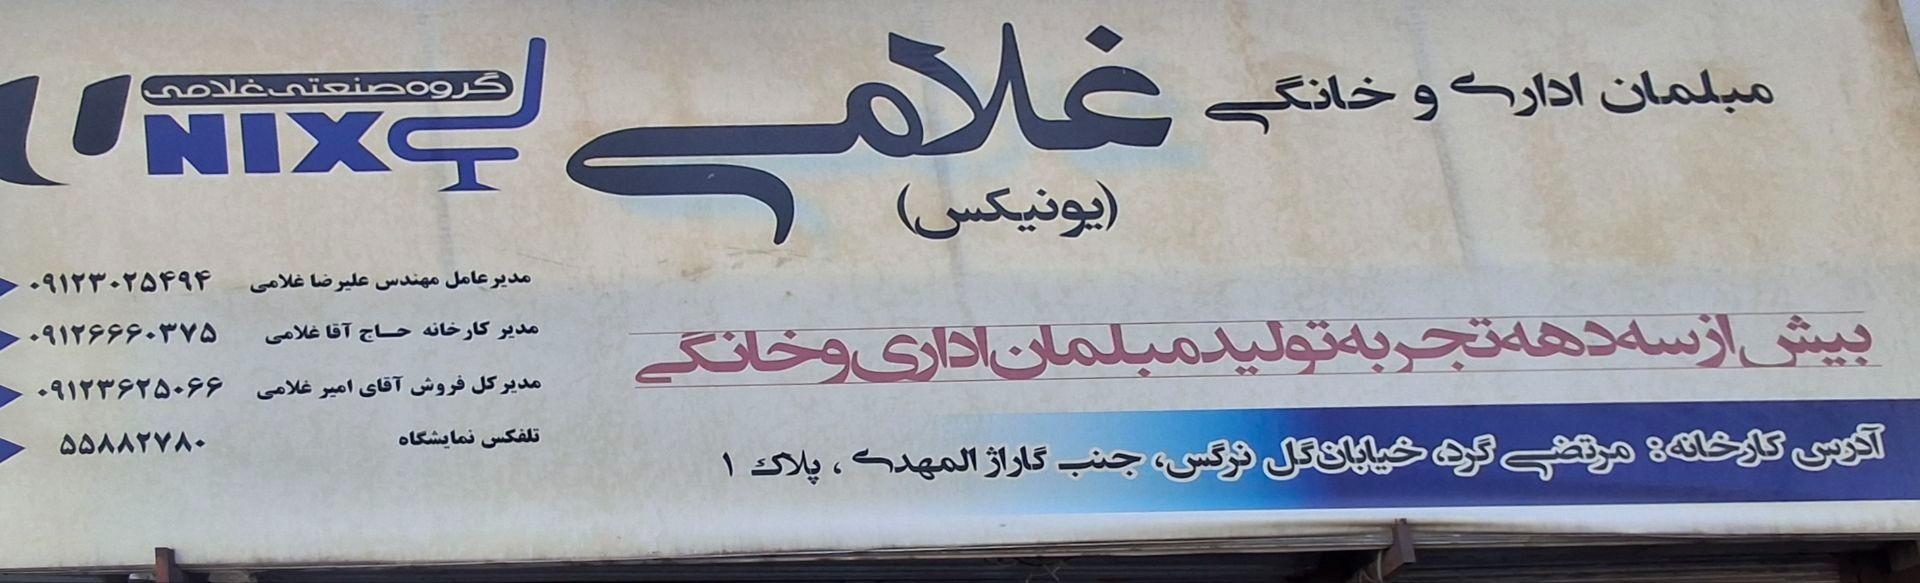 مبلمان اداری و خانگی غلامی
(یونیکس)
گروه صنعتی غلامی
UNIX
بیش از سه دهه تجربه تولید مبلمان اداری و خانگی
آدرس کارخانه: مرتضی گرد، خیابان گل نرگس، جنب گاراژ المهدی، پلاک ۱
مدیر عامل مهندس علیرضا غلامی ۰۹۱۲۳۰۲۵۴۹۴
مدیر کارخانه حاج آقا غلامی ۰۹۱۲۶۶۶۰۳۷۵
مدیر کل فروش آقای امیر غلامی ۰۹۱۲۳۶۲۵۰۶۶
تلفکس نمایشگاه ۵۵۸۸۲۷۸۰